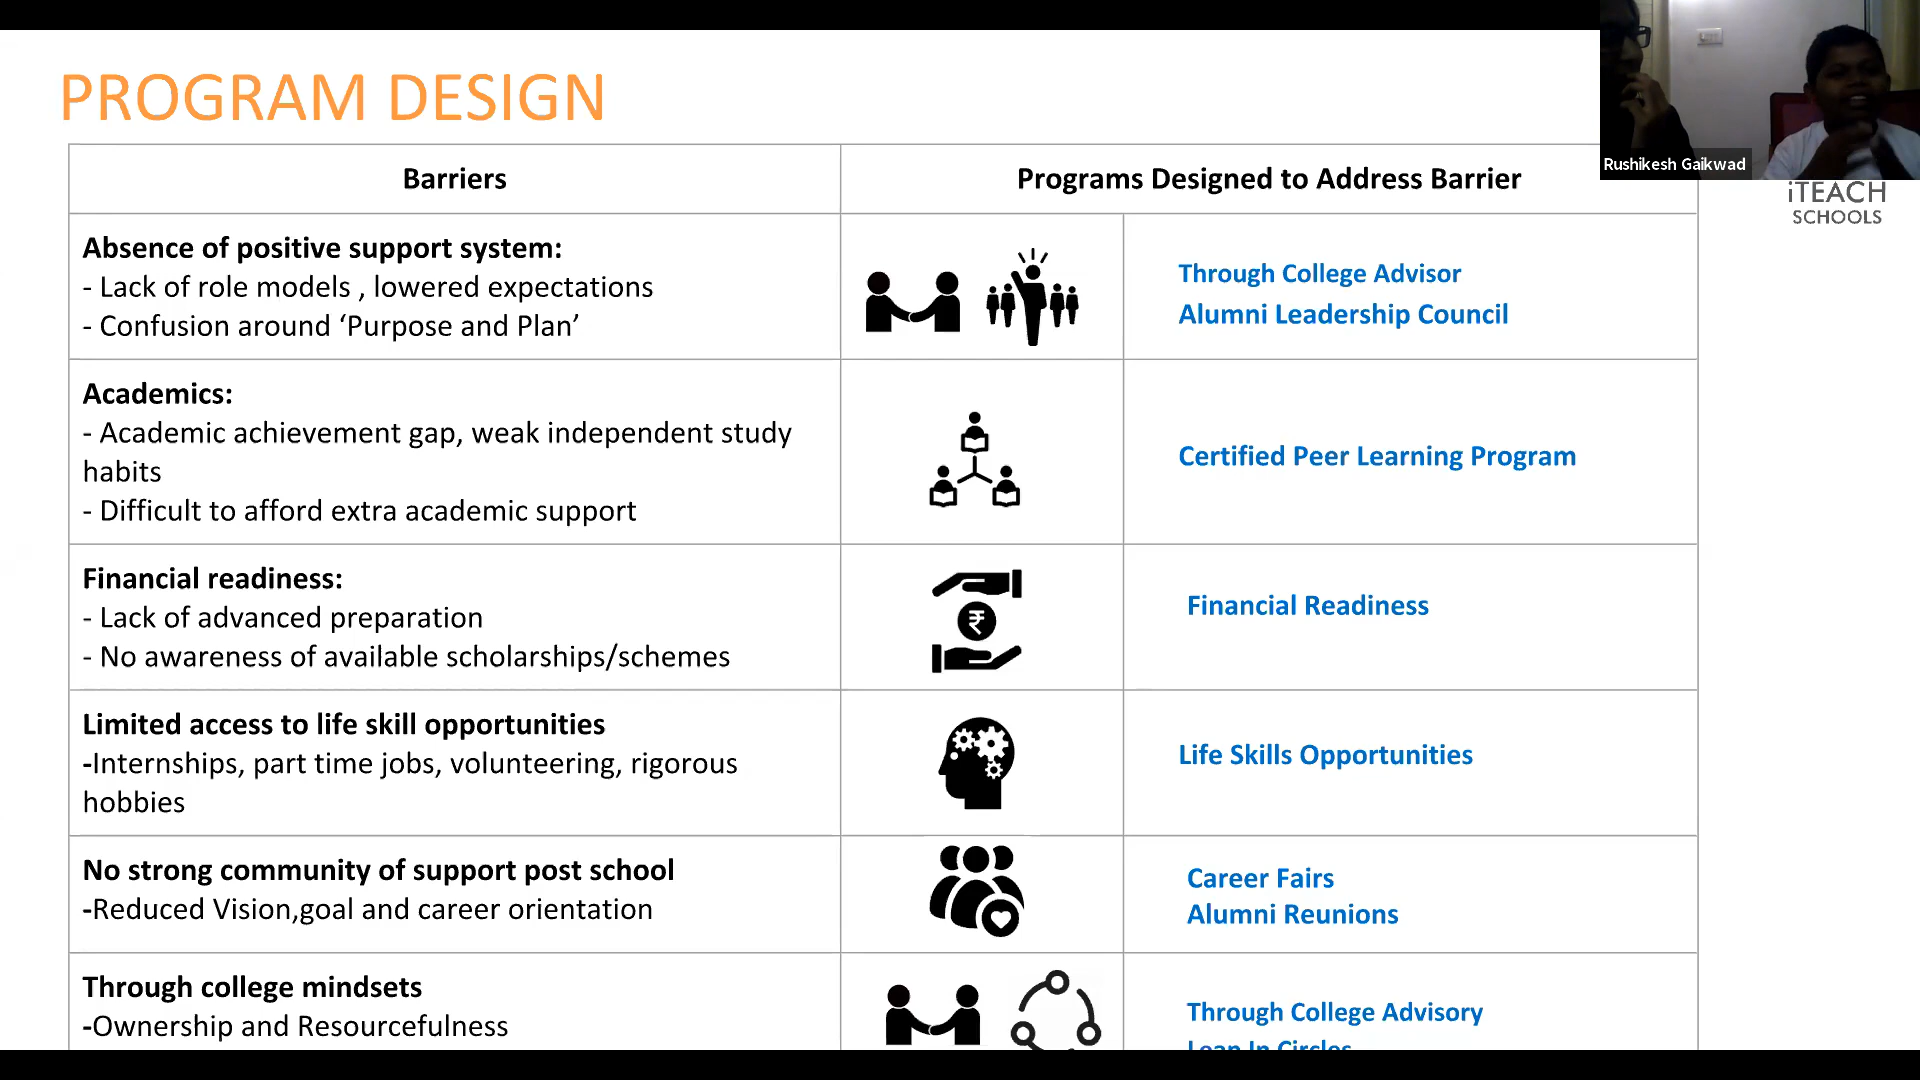 PROGRAM DESIGN
Rushikesh Gaikwad
iTEACH
SCHOOLS
Barriers
Programs Designed to Address Barrier
Absence of positive support system:
- Lack of role models , lowered expectations
- Confusion around ‘Purpose and Plan’
Through College Advisor
Alumni Leadership Council
Academics:
- Academic achievement gap, weak independent study
habits
- Difficult to afford extra academic support
Certified Peer Learning Program
Financial readiness:
- Lack of advanced preparation
- No awareness of available scholarships/schemes
₹
Financial Readiness
Limited access to life skill opportunities
-Internships, part time jobs, volunteering, rigorous
hobbies
Life Skills Opportunities
No strong community of support post school
-Reduced Vision,goal and career orientation
Career Fairs
Alumni Reunions
Through college mindsets
-Ownership and Resourcefulness
Through College Advisory
Lean In Circles